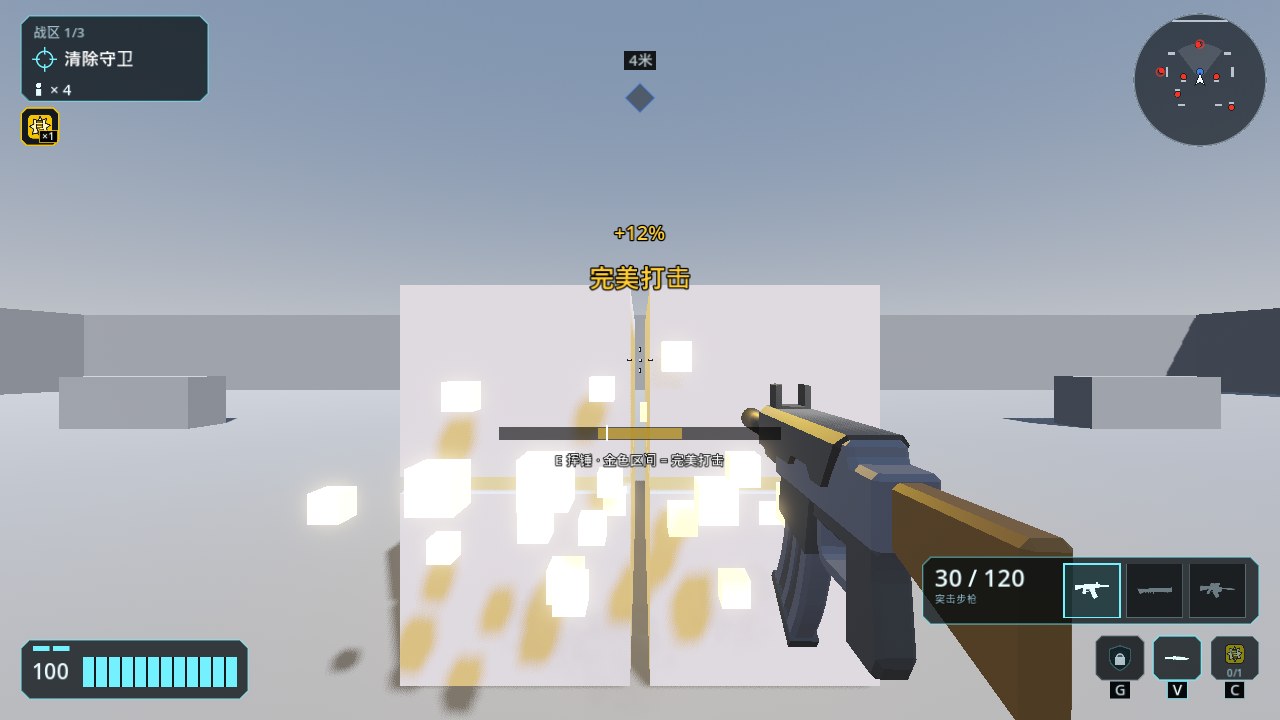 战区 1/3
清除守卫
× 4
×1
4米
+12%
完美打击
E 挥锤 · 金色区间 = 完美打击
30 / 120
突击步枪
100
0/1
G
V
C